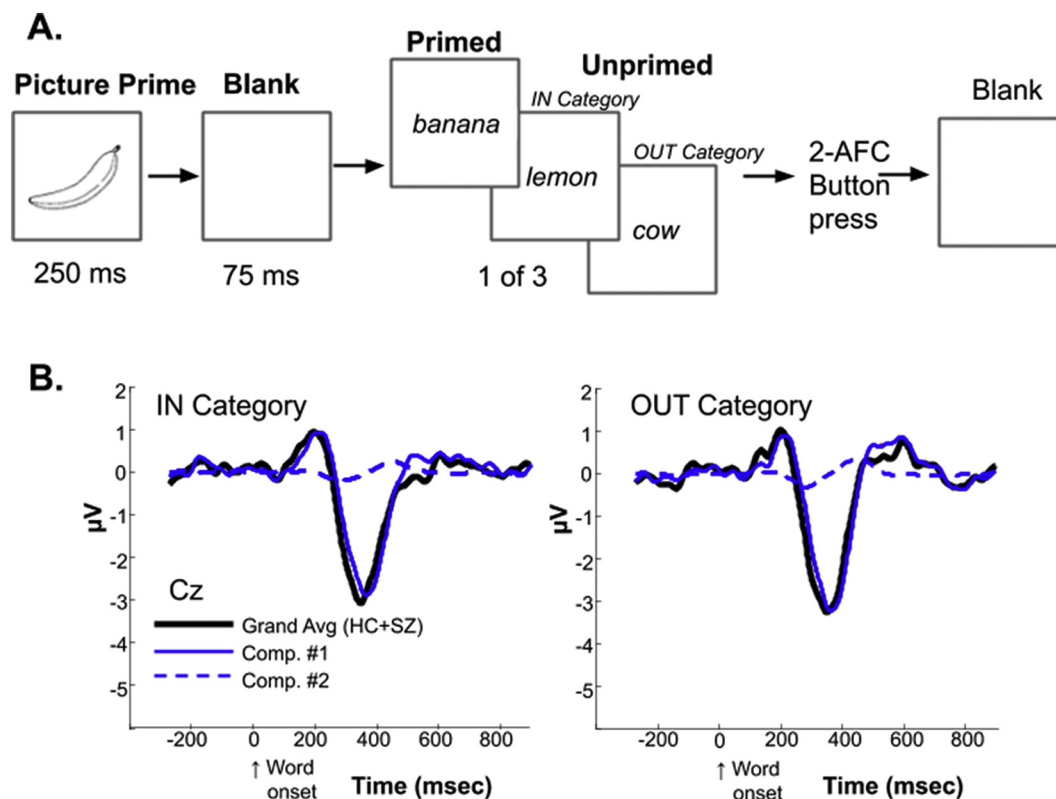 A.
Picture Prime
Blank
Primed
Unprimed
IN Category
OUT Category
banana
lemon
cow
250 ms
75 ms
1 of 3
2-AFC
Button
press
Blank
B.
IN Category
2
1
0
-1
-2
-3
-4
-5
µV
Cz
Grand Avg (HC+SZ)
Comp. #1
Comp. #2
-200 0 200 400 600 800
↑ Word
onset
Time (msec)
OUT Category
2
1
0
-1
-2
-3
-4
-5
µV
-200 0 200 400 600 800
↑ Word
onset
Time (msec)